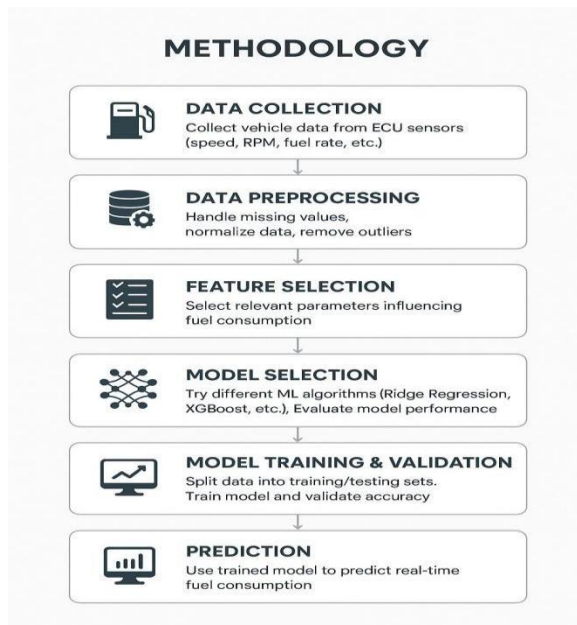 METHODOLOGY
DATA COLLECTION
Collect vehicle data from ECU sensors
(speed, RPM, fuel rate, etc.)
DATA PREPROCESSING
Handle missing values,
normalize data, remove outliers
FEATURE SELECTION
Select relevant parameters influencing
fuel consumption
MODEL SELECTION
Try different ML algorithms (Ridge Regression,
XGBoost, etc.), Evaluate model performance
MODEL TRAINING & VALIDATION
Split data into training/testing sets.
Train model and validate accuracy
PREDICTION
Use trained model to predict real-time
fuel consumption